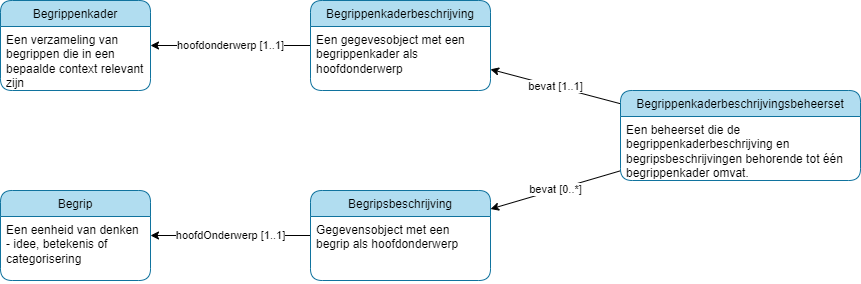 Begrippenkader
Een verzameling van
begrippen die in een
bepaalde context relevant
zijn
hoofdonderwerp [1..1]
Begrippenkaderbeschrijving
Een gegevesobject met een
begrippenkader als
hoofdonderwerp
bevat [1..1]
Begrippenkaderbeschrijvingsbeheerset
Een beheerset die de
begrippenkaderbeschrijving en
begripsbeschrijvingen behorende tot één
begrippenkader omvat.
bevat [0..*]
Begrip
Een eenheid van denken
- idee, betekenis of
categorisering
hoofdOnderwerp [1..1]
Begripsbeschrijving
Gegevensobject met een
begrip als hoofdonderwerp